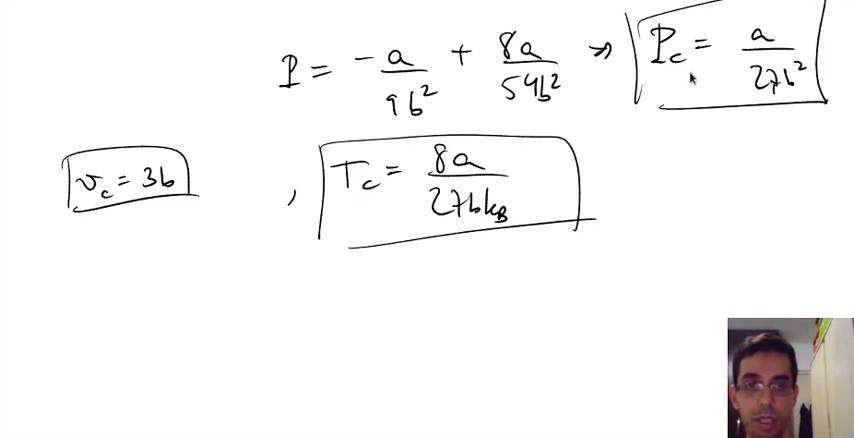 P = -a/9b² + 8a/54b² ⇒ P_c = a/27b²
v_c = 3b , T_c = 8a/27bk_B